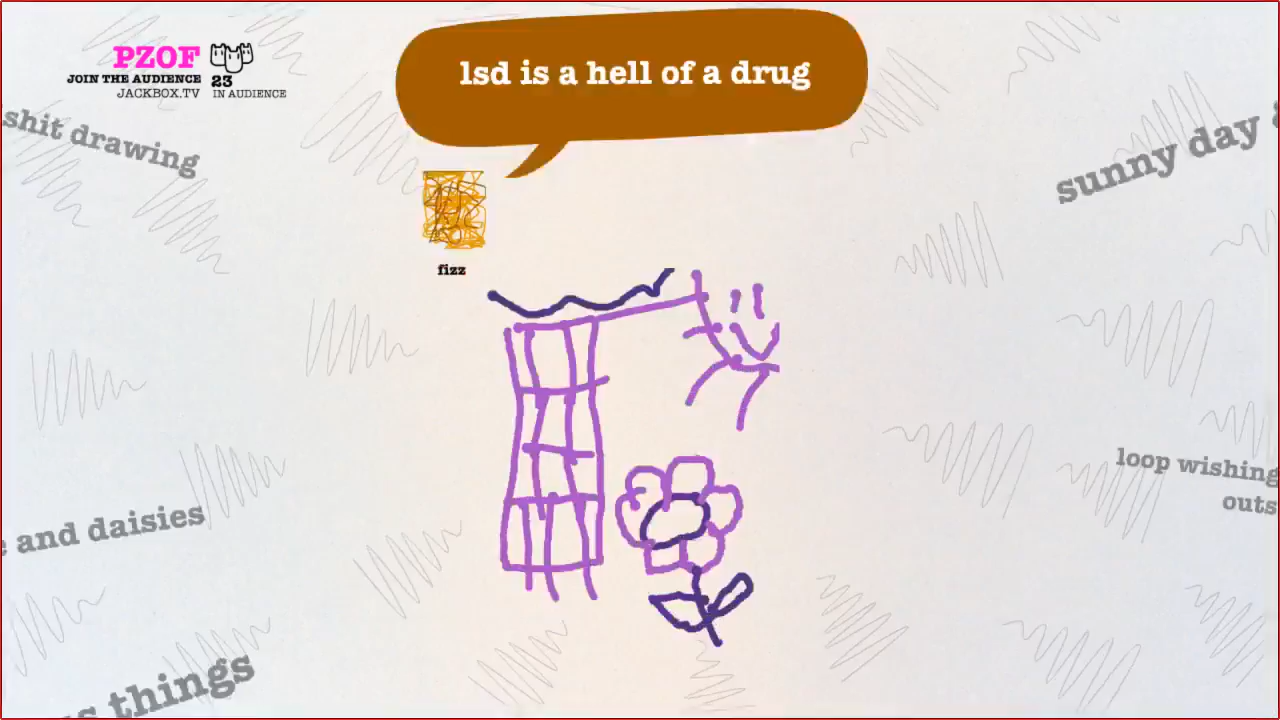 PZOF
JOIN THE AUDIENCE
JACKBOX.TV
23
IN AUDIENCE
lsd is a hell of a drug
fizz
shit drawing
sunny day
and daisies
loop wishing
things